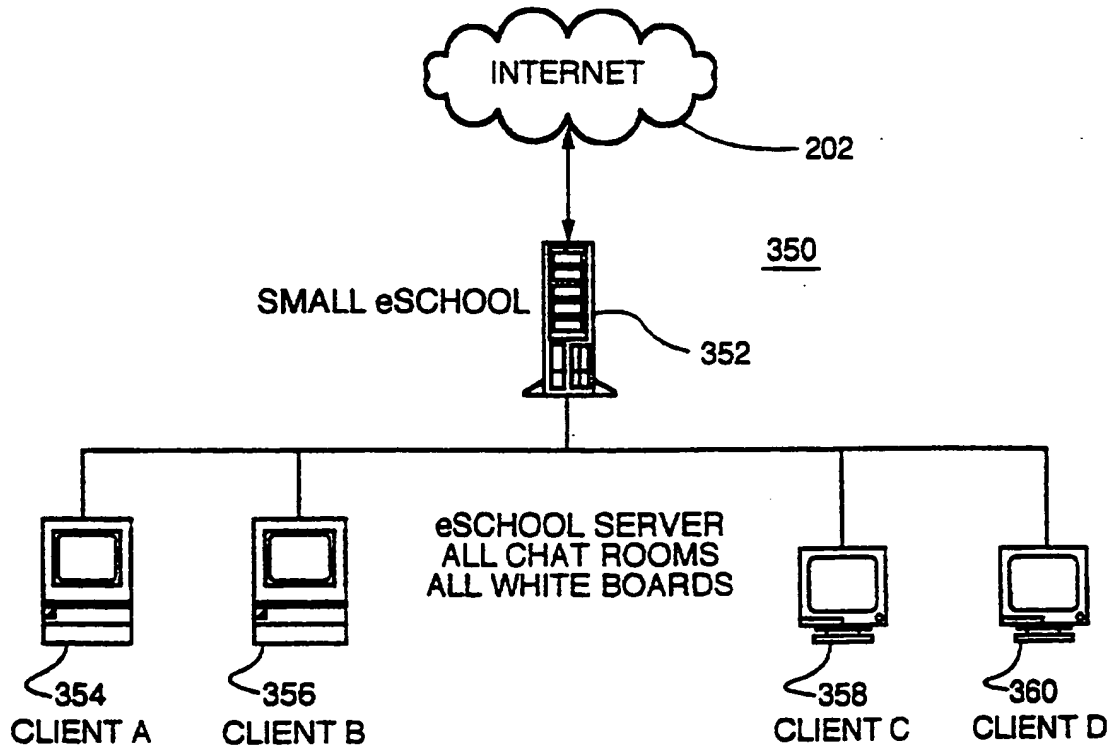 INTERNET
202
350
SMALL eSCHOOL
352
eSCHOOL SERVER
ALL CHAT ROOMS
ALL WHITE BOARDS
354
CLIENT A
356
CLIENT B
358
CLIENT C
360
CLIENT D